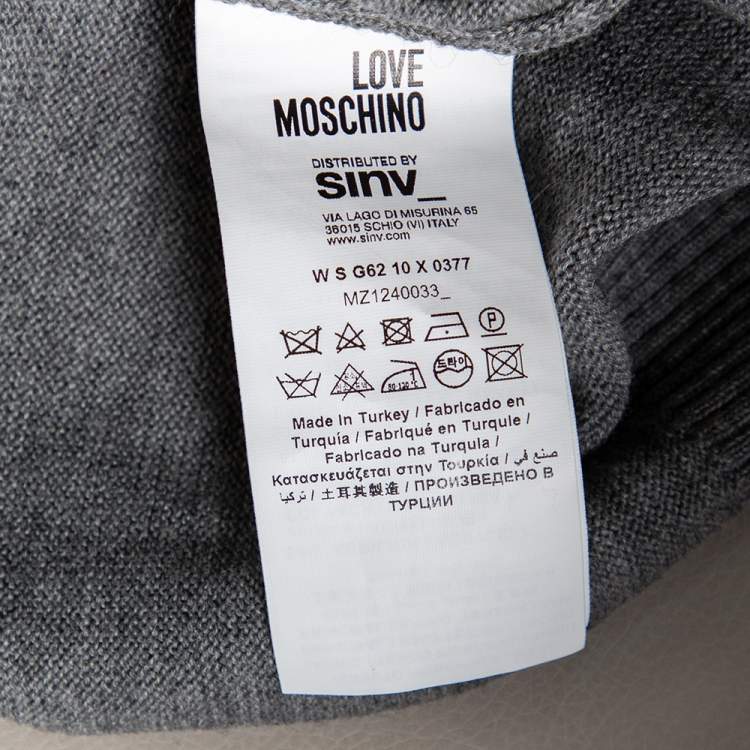 LOVE
MOSCHINO
DISTRIBUTED BY
sinv_
VIA LAGO DI MISURINA 65
36015 SCHIO (VI) ITALY
www.sinv.com
W S G62 10 X 0377
MZ1240033_
P
드라이
80-120°C
Made In Turkey / Fabricado en
Turquía / Fabriqué en Turquie /
Fabricado na Turquia /
Κατασκευάζεται στην Τουρκία / صنع في
تركيا / 土耳其製造 / ПРОИЗВЕДЕНО В
ТУРЦИИ